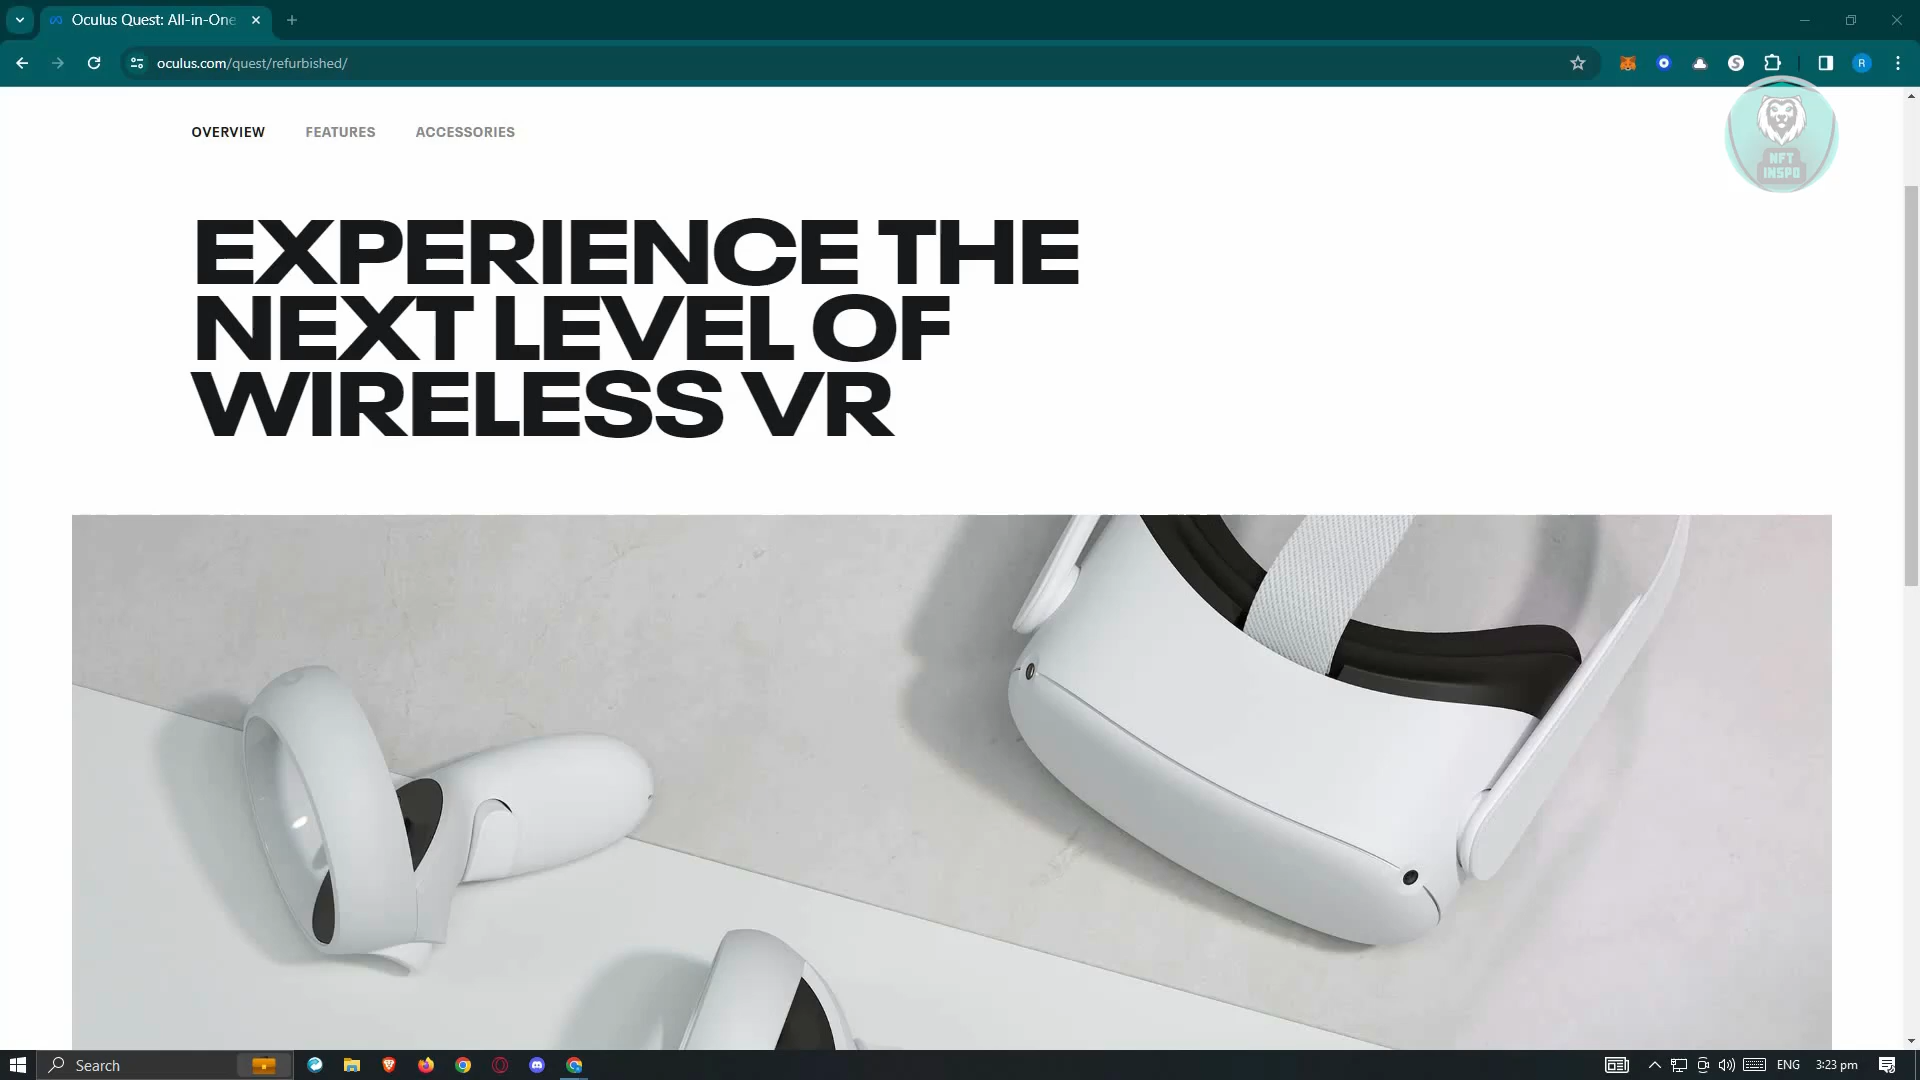 Oculus Quest: All-in-One
oculus.com/quest/refurbished/
R
OVERVIEW
FEATURES
ACCESSORIES
NFT
INSPO
EXPERIENCE THE
NEXT LEVEL OF
WIRELESS VR
Search
ENG
3:23 pm